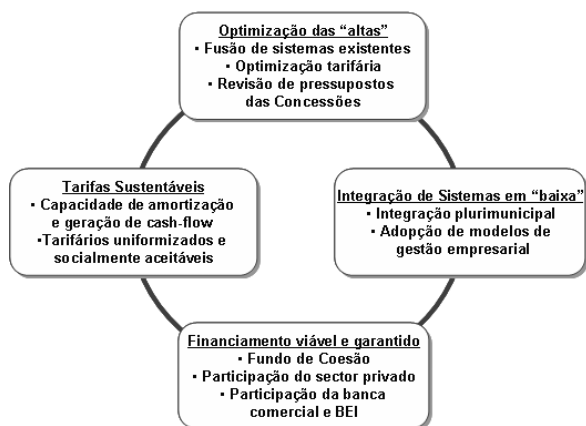 Optimização das “altas”
• Fusão de sistemas existentes
• Optimização tarifária
• Revisão de pressupostos
das Concessões
Tarifas Sustentáveis
• Capacidade de amortização
e geração de cash-flow
•Tarifários uniformizados e
socialmente aceitáveis
Integração de Sistemas em “baixa”
• Integração plurimunicipal
• Adopção de modelos de
gestão empresarial
Financiamento viável e garantido
• Fundo de Coesão
• Participação do sector privado
• Participação da banca
comercial e BEI